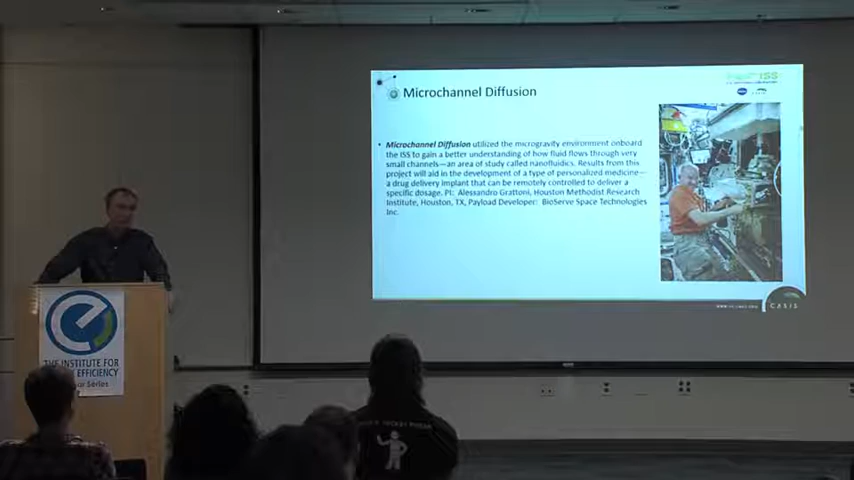 Microchannel Diffusion
• Microchannel Diffusion utilized the microgravity environment onboard
the ISS to gain a better understanding of how fluid flows through very
small channels—an area of study called nanofluidics. Results from this
project will aid in the development of a type of personalized medicine—
a drug delivery implant that can be remotely controlled to deliver a
specific dosage. PI: Alessandro Grattoni, Houston Methodist Research
Institute, Houston, TX, Payload Developer: BioServe Space Technologies
Inc.
ISS
CASIS
THE INSTITUTE FOR
EFFICIENCY
Series